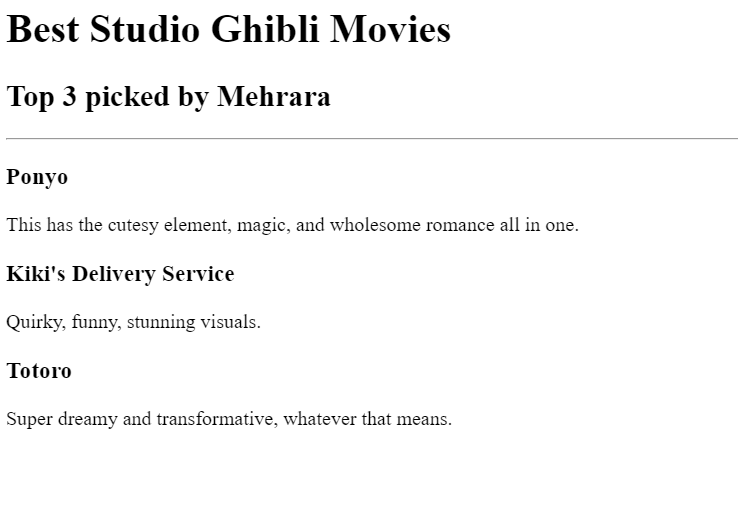 Best Studio Ghibli Movies
Top 3 picked by Mehrara
Ponyo
This has the cutesy element, magic, and wholesome romance all in one.
Kiki's Delivery Service
Quirky, funny, stunning visuals.
Totoro
Super dreamy and transformative, whatever that means.